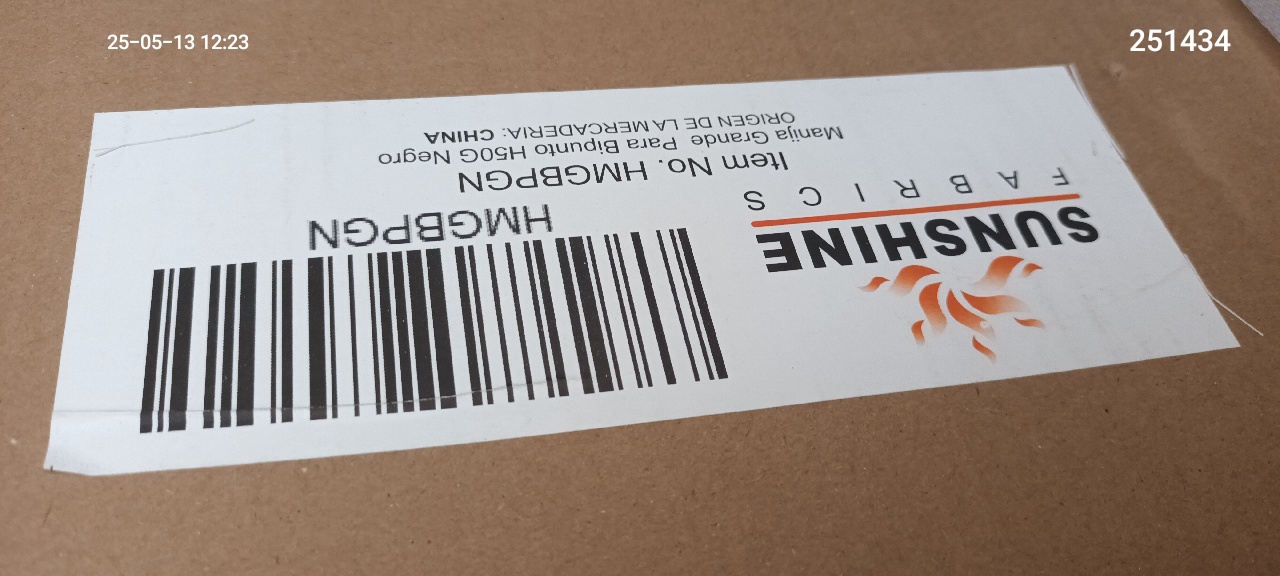 25-05-13 12:23
251434
SUNSHINE
FABRICS
HMGBPGN
Item No. HMGBPGN
Manija Grande Para Bipunto H50G Negro
ORIGEN DE LA MERCADERIA: CHINA